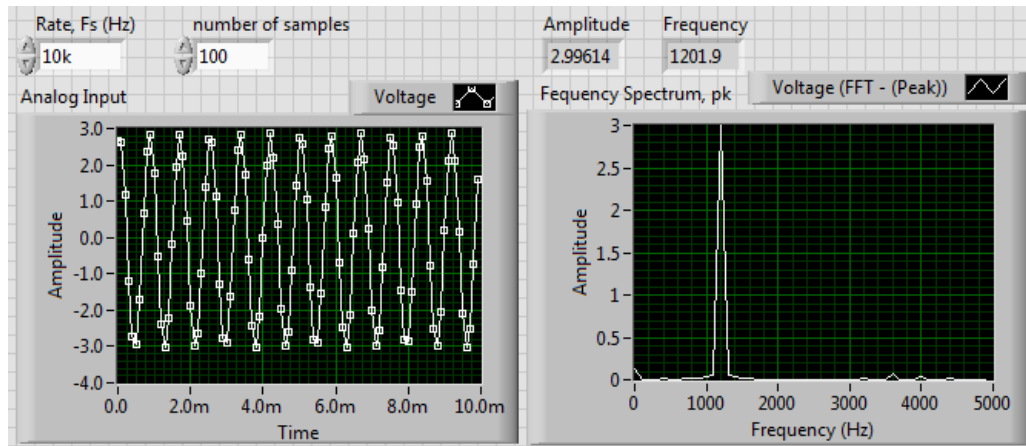 Rate, Fs (Hz)
number of samples
10k
100
Amplitude
Frequency
2.99614
1201.9
Analog Input
Voltage
Fequency Spectrum, pk
Voltage (FFT - (Peak))
Amplitude
3.0
2.0
1.0
0.0
-1.0
-2.0
-3.0
-4.0
0.0
2.0m
4.0m
6.0m
8.0m
10.0m
Time
Amplitude
3
2.5
2
1.5
1
0.5
0
0
1000
2000
3000
4000
5000
Frequency (Hz)